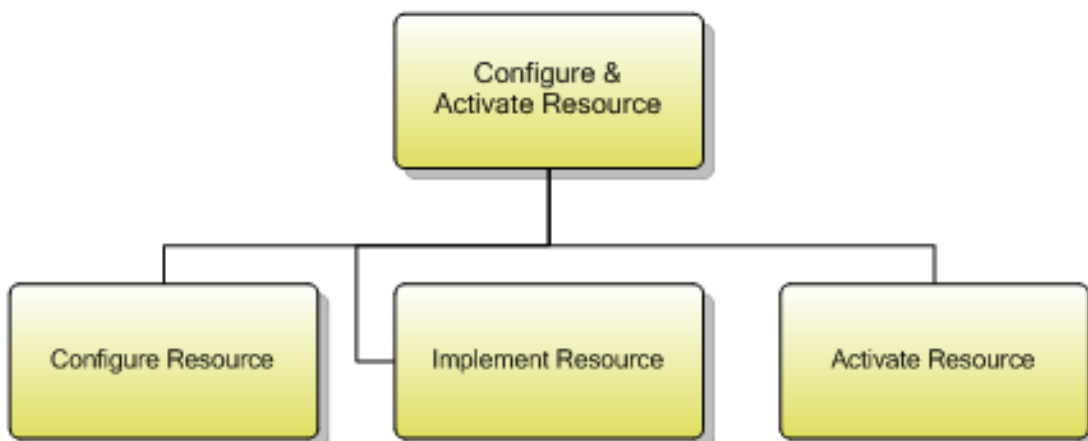 Configure &
Activate Resource
Configure Resource
Implement Resource
Activate Resource